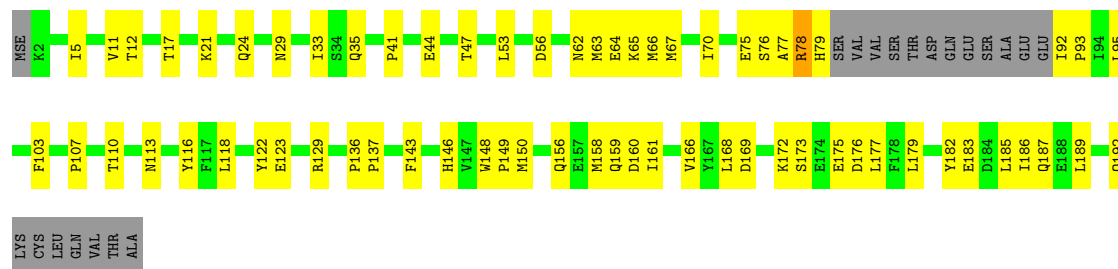 MSE K2 I5 V11 T12 T17 K21 Q24 N29 I33 S34 Q35 P41 E44 T47 L53 D56 N62 M63 E64 K65 M66 M67 I70 E75 S76 A77 R78 H79 SER VAL VAL SER THR ASP GLN GLU SER ALA GLU GLU I92 P93 I94 L95
F103 P107 T110 N113 Y116 F117 L118 Y122 E123 R129 P136 P137 F143 H146 V147 W148 P149 M150 Q156 E157 M158 Q159 D160 I161 V166 Y167 L168 D169 K172 S173 E174 E175 D176 L177 F178 L179 Y182 E183 D184 L185 I186 Q187 E188 L189
LYS CYS LEU GLN VAL THR ALA